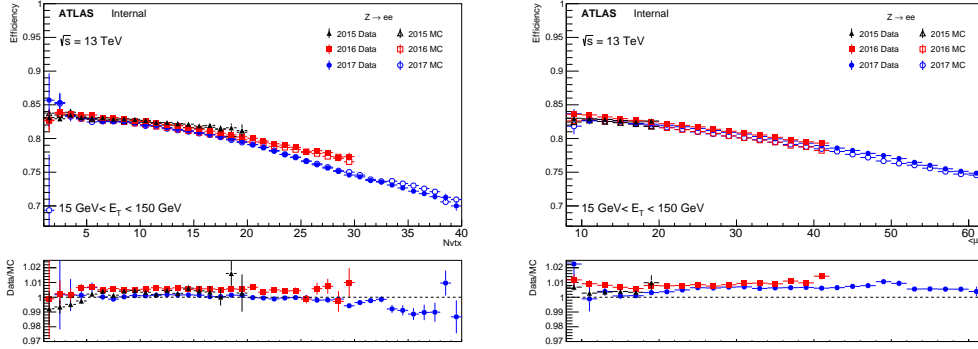 ATLAS Internal
√s = 13 TeV
Z → ee
2015 Data 2015 MC
2016 Data 2016 MC
2017 Data 2017 MC
15 GeV< E_T < 150 GeV
Efficiency
1
0.95
0.9
0.85
0.8
0.75
0.7
5 10 15 20 25 30 35 40
Nvtx
Data/MC
1.02
1.01
1
0.99
0.98
0.97
ATLAS Internal
√s = 13 TeV
Z → ee
2015 Data 2015 MC
2016 Data 2016 MC
2017 Data 2017 MC
15 GeV< E_T < 150 GeV
Efficiency
1
0.95
0.9
0.85
0.8
0.75
0.7
10 20 30 40 50 60
<μ
Data/MC
1.02
1.01
1
0.99
0.98
0.97